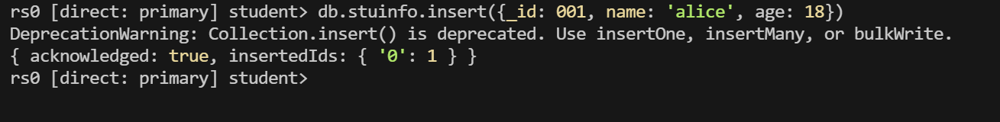 rs0 [direct: primary] student> db.stuinfo.insert({_id: 001, name: 'alice', age: 18})
DeprecationWarning: Collection.insert() is deprecated. Use insertOne, insertMany, or bulkWrite.
{ acknowledged: true, insertedIds: { '0': 1 } }
rs0 [direct: primary] student>